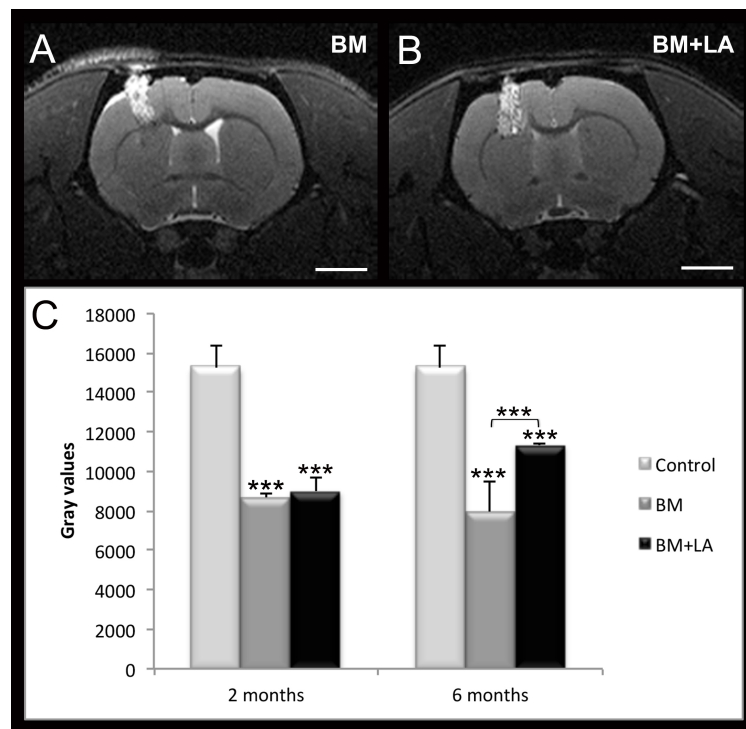 A
BM
B
BM+LA
C
18000
16000
14000
12000
10000
8000
6000
4000
2000
0
Gray values
***
***
***
***
***
2 months
6 months
Control
BM
BM+LA